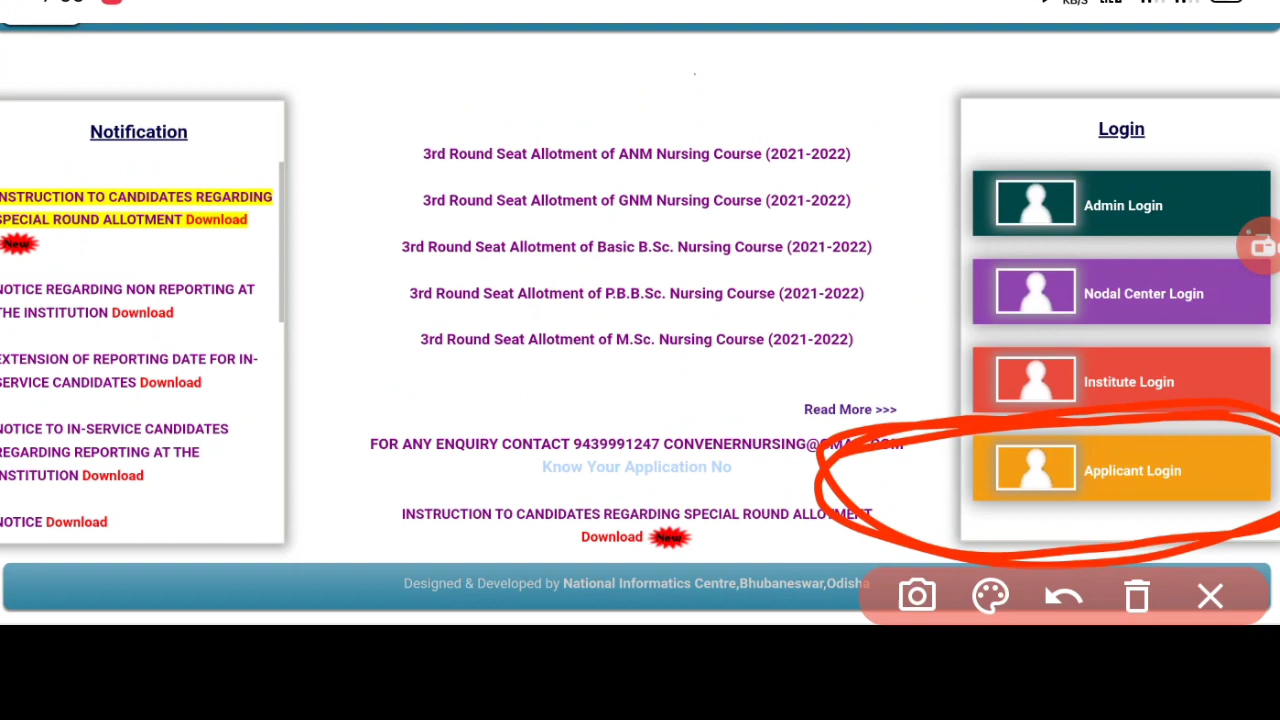 KB/S
Notification
NSTRUCTION TO CANDIDATES REGARDING
SPECIAL ROUND ALLOTMENT Download
New
NOTICE REGARDING NON REPORTING AT
THE INSTITUTION Download
EXTENSION OF REPORTING DATE FOR IN-
SERVICE CANDIDATES Download
NOTICE TO IN-SERVICE CANDIDATES
REGARDING REPORTING AT THE
INSTITUTION Download
NOTICE Download
3rd Round Seat Allotment of ANM Nursing Course (2021-2022)
3rd Round Seat Allotment of GNM Nursing Course (2021-2022)
3rd Round Seat Allotment of Basic B.Sc. Nursing Course (2021-2022)
3rd Round Seat Allotment of P.B.B.Sc. Nursing Course (2021-2022)
3rd Round Seat Allotment of M.Sc. Nursing Course (2021-2022)
Read More >>>
FOR ANY ENQUIRY CONTACT 9439991247 CONVENERNURSING@GMAIL.COM
Know Your Application No
INSTRUCTION TO CANDIDATES REGARDING SPECIAL ROUND ALLOTMENT
Download New
Login
Admin Login
Nodal Center Login
Institute Login
Applicant Login
Designed & Developed by National Informatics Centre,Bhubaneswar,Odisha